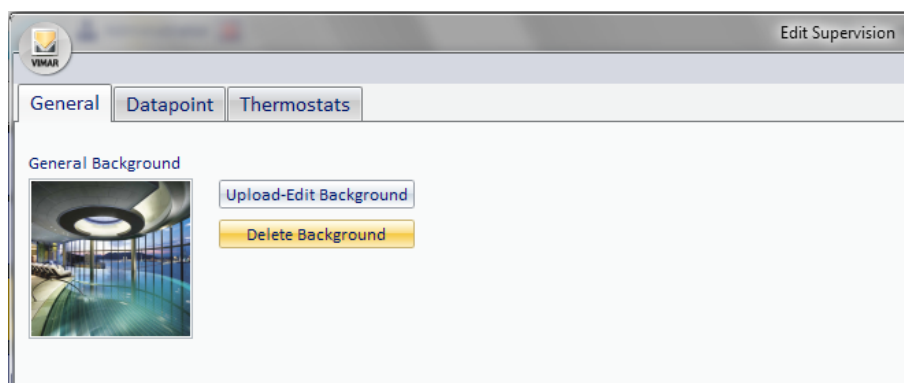 Edit Supervision
VIMAR
General Datapoint Thermostats
General Background
Upload-Edit Background
Delete Background